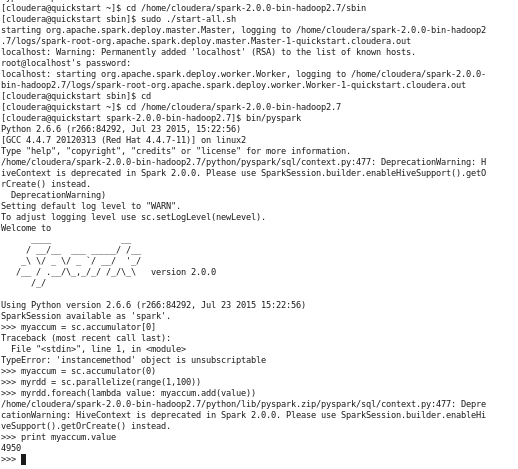 [cloudera@quickstart ~]$ cd /home/cloudera/spark-2.0.0-bin-hadoop2.7/sbin
[cloudera@quickstart sbin]$ sudo ./start-all.sh
starting org.apache.spark.deploy.master.Master, logging to /home/cloudera/spark-2.0.0-bin-hadoop2
.7/logs/spark-root-org.apache.spark.deploy.master.Master-1-quickstart.cloudera.out
localhost: Warning: Permanently added 'localhost' (RSA) to the list of known hosts.
root@localhost's password:
localhost: starting org.apache.spark.deploy.worker.Worker, logging to /home/cloudera/spark-2.0.0-
bin-hadoop2.7/logs/spark-root-org.apache.spark.deploy.worker.Worker-1-quickstart.cloudera.out
[cloudera@quickstart sbin]$ cd
[cloudera@quickstart ~]$ cd /home/cloudera/spark-2.0.0-bin-hadoop2.7
[cloudera@quickstart spark-2.0.0-bin-hadoop2.7]$ bin/pyspark
Python 2.6.6 (r266:84292, Jul 23 2015, 15:22:56)
[GCC 4.4.7 20120313 (Red Hat 4.4.7-11)] on linux2
Type "help", "copyright", "credits" or "license" for more information.
/home/cloudera/spark-2.0.0-bin-hadoop2.7/python/pyspark/sql/context.py:477: DeprecationWarning: H
iveContext is deprecated in Spark 2.0.0. Please use SparkSession.builder.enableHiveSupport().getO
rCreate() instead.
  DeprecationWarning)
Setting default log level to "WARN".
To adjust logging level use sc.setLogLevel(newLevel).
Welcome to
      ____              __
     / __/__  ___ _____/ /__
    _\ \/ _ \/ _ `/ __/  '_/
   /__ / .__/\_,_/_/ /_/\_\   version 2.0.0
      /_/

Using Python version 2.6.6 (r266:84292, Jul 23 2015 15:22:56)
SparkSession available as 'spark'.
>>> myaccum = sc.accumulator[0]
Traceback (most recent call last):
  File "<stdin>", line 1, in <module>
TypeError: 'instancemethod' object is unsubscriptable
>>> myaccum = sc.accumulator(0)
>>> myrdd = sc.parallelize(range(1,100))
>>> myrdd.foreach(lambda value: myaccum.add(value))
/home/cloudera/spark-2.0.0-bin-hadoop2.7/python/lib/pyspark.zip/pyspark/sql/context.py:477: Depre
cationWarning: HiveContext is deprecated in Spark 2.0.0. Please use SparkSession.builder.enableHi
veSupport().getOrCreate() instead.
>>> print myaccum.value
4950
>>>